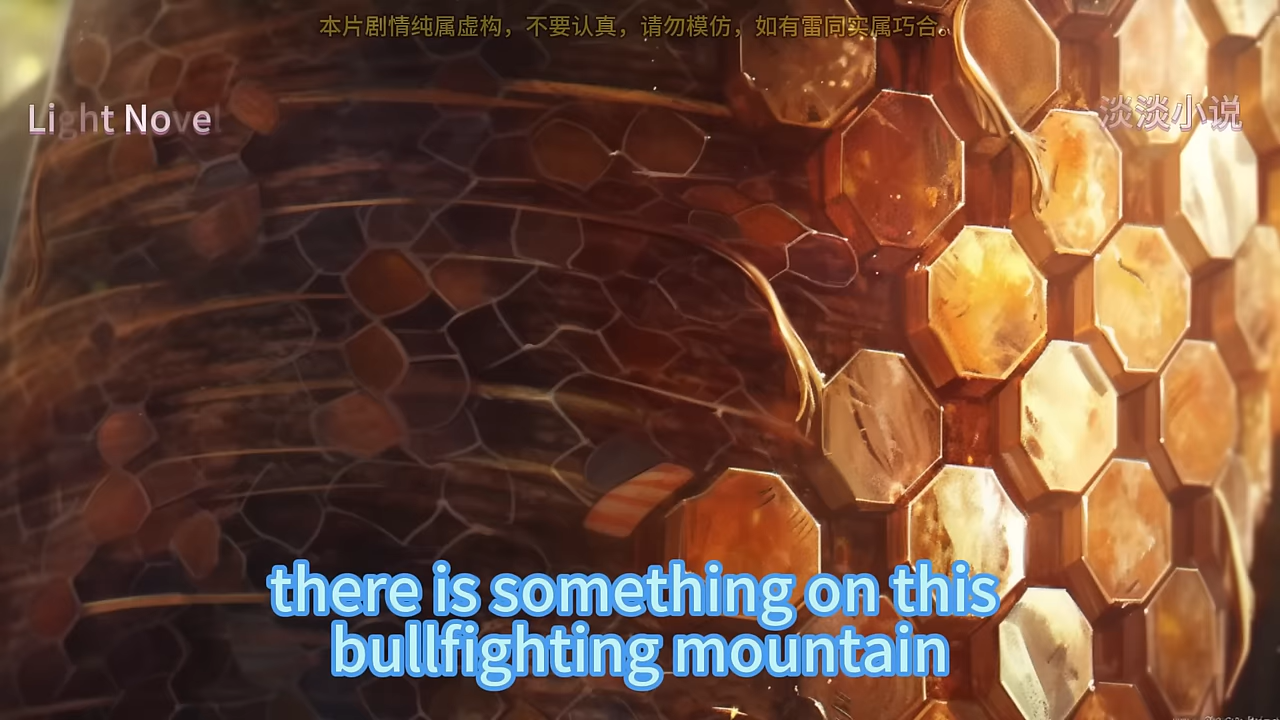 本片剧情纯属虚构，不要认真，请勿模仿，如有雷同实属巧合。
Light Novel
淡淡小说
there is something on this
bullfighting mountain